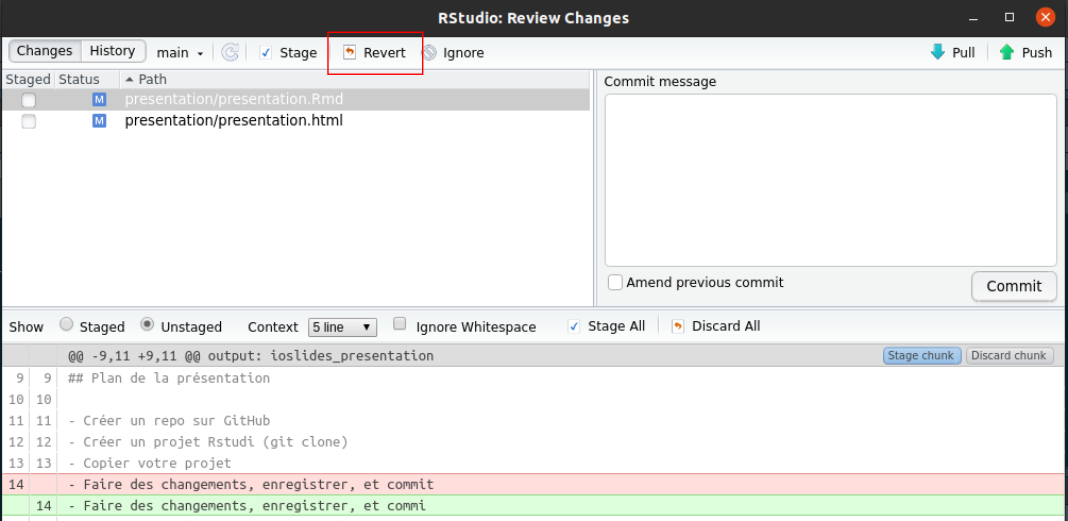 RStudio: Review Changes
Changes History main Stage Revert Ignore Pull Push
Staged Status Path
M presentation/presentation.Rmd
M presentation/presentation.html
Commit message
Amend previous commit Commit
Show Staged Unstaged Context 5 line Ignore Whitespace Stage All Discard All
@@ -9,11 +9,11 @@ output: ioslides_presentation Stage chunk Discard chunk
9 9 ## Plan de la présentation
10 10
11 11 - Créer un repo sur GitHub
12 12 - Créer un projet Rstudi (git clone)
13 13 - Copier votre projet
14 - Faire des changements, enregistrer, et commit
14 - Faire des changements, enregistrer, et commi